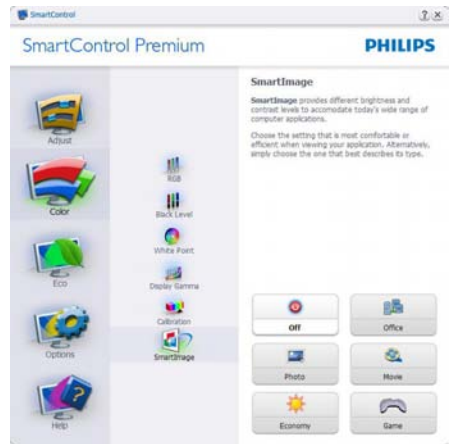 SmartControl
SmartControl Premium
PHILIPS
Adjust
Color
Eco
Options
Help
RGB
Black Level
White Point
Display Gamma
Calibration
SmartImage
SmartImage
SmartImage provides different brightness and
contrast levels to accomodate today's wide range of
computer applications.
Choose the setting that is most comfortable or
efficient when viewing your application. Alternatively,
simply choose the one that best describes its type.
Off
Office
Photo
Movie
Economy
Game